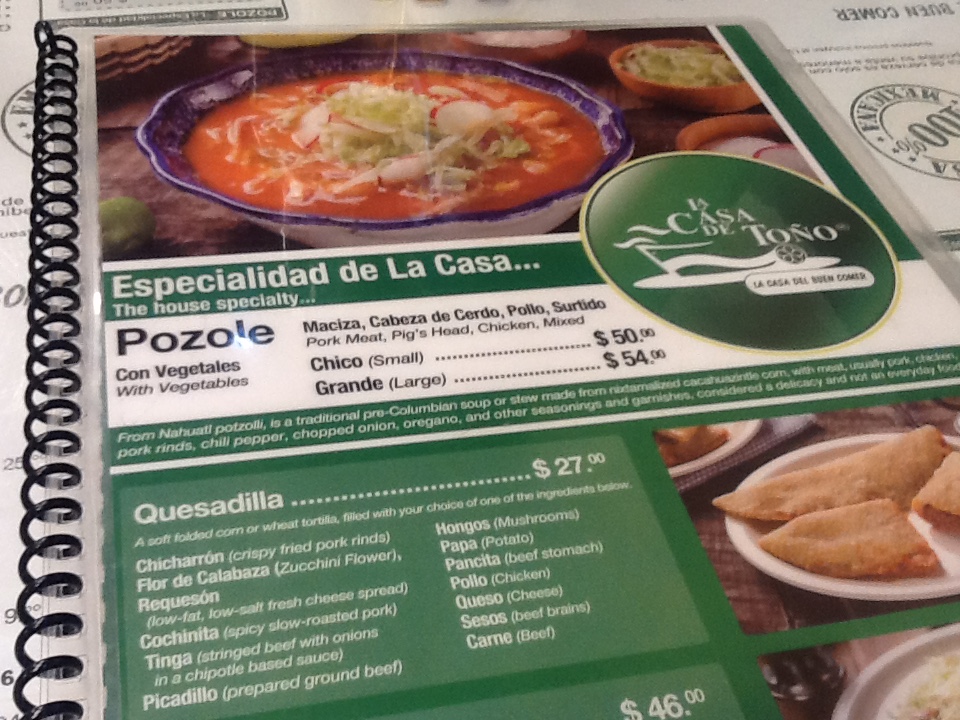 LA
CASA
DE TOÑO®
LA CASA DEL BUEN COMER
Especialidad de La Casa...
The house specialty...
Pozole
Con Vegetales
With Vegetables
Maciza, Cabeza de Cerdo, Pollo, Surtido
Pork Meat, Pig's Head, Chicken, Mixed
Chico (Small) ........ $50.00
Grande (Large) ........ $54.00
From Nahuatl potzolli, is a traditional pre-Columbian soup or stew made from nixtamalized cacahuazintle corn, with meat, usually pork, chicken,
pork rinds, chili pepper, chopped onion, oregano, and other seasonings and garnishes, considered a delicacy and not an everyday food
Quesadilla ........ $27.00
A soft folded corn or wheat tortilla, filled with your choice of one of the ingredients below.
Chicharrón (crispy fried pork rinds)
Flor de Calabaza (Zucchini Flower),
Requesón
(low-fat, low-salt fresh cheese spread)
Cochinita (spicy slow-roasted pork)
Tinga (stringed beef with onions
in a chipotle based sauce)
Picadillo (prepared ground beef)
Hongos (Mushrooms)
Papa (Potato)
Pancita (beef stomach)
Pollo (Chicken)
Queso (Cheese)
Sesos (beef brains)
Carne (Beef)
$46.00
POZOLE
BUEN COMER
MEXICA
100%